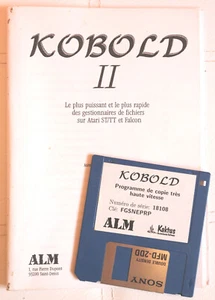 KOBOLD
II
Le plus puissant et le plus rapide
des gestionnaires de fichiers
sur Atari ST/TT et Falcon
KOBOLD
Programme de copie très
haute vitesse
Numéro de série: 18108
Clé: FGSNEPRP
ALM
Kaktus
ALM
DOUBLE SIDED
MFD-2DD
SONY